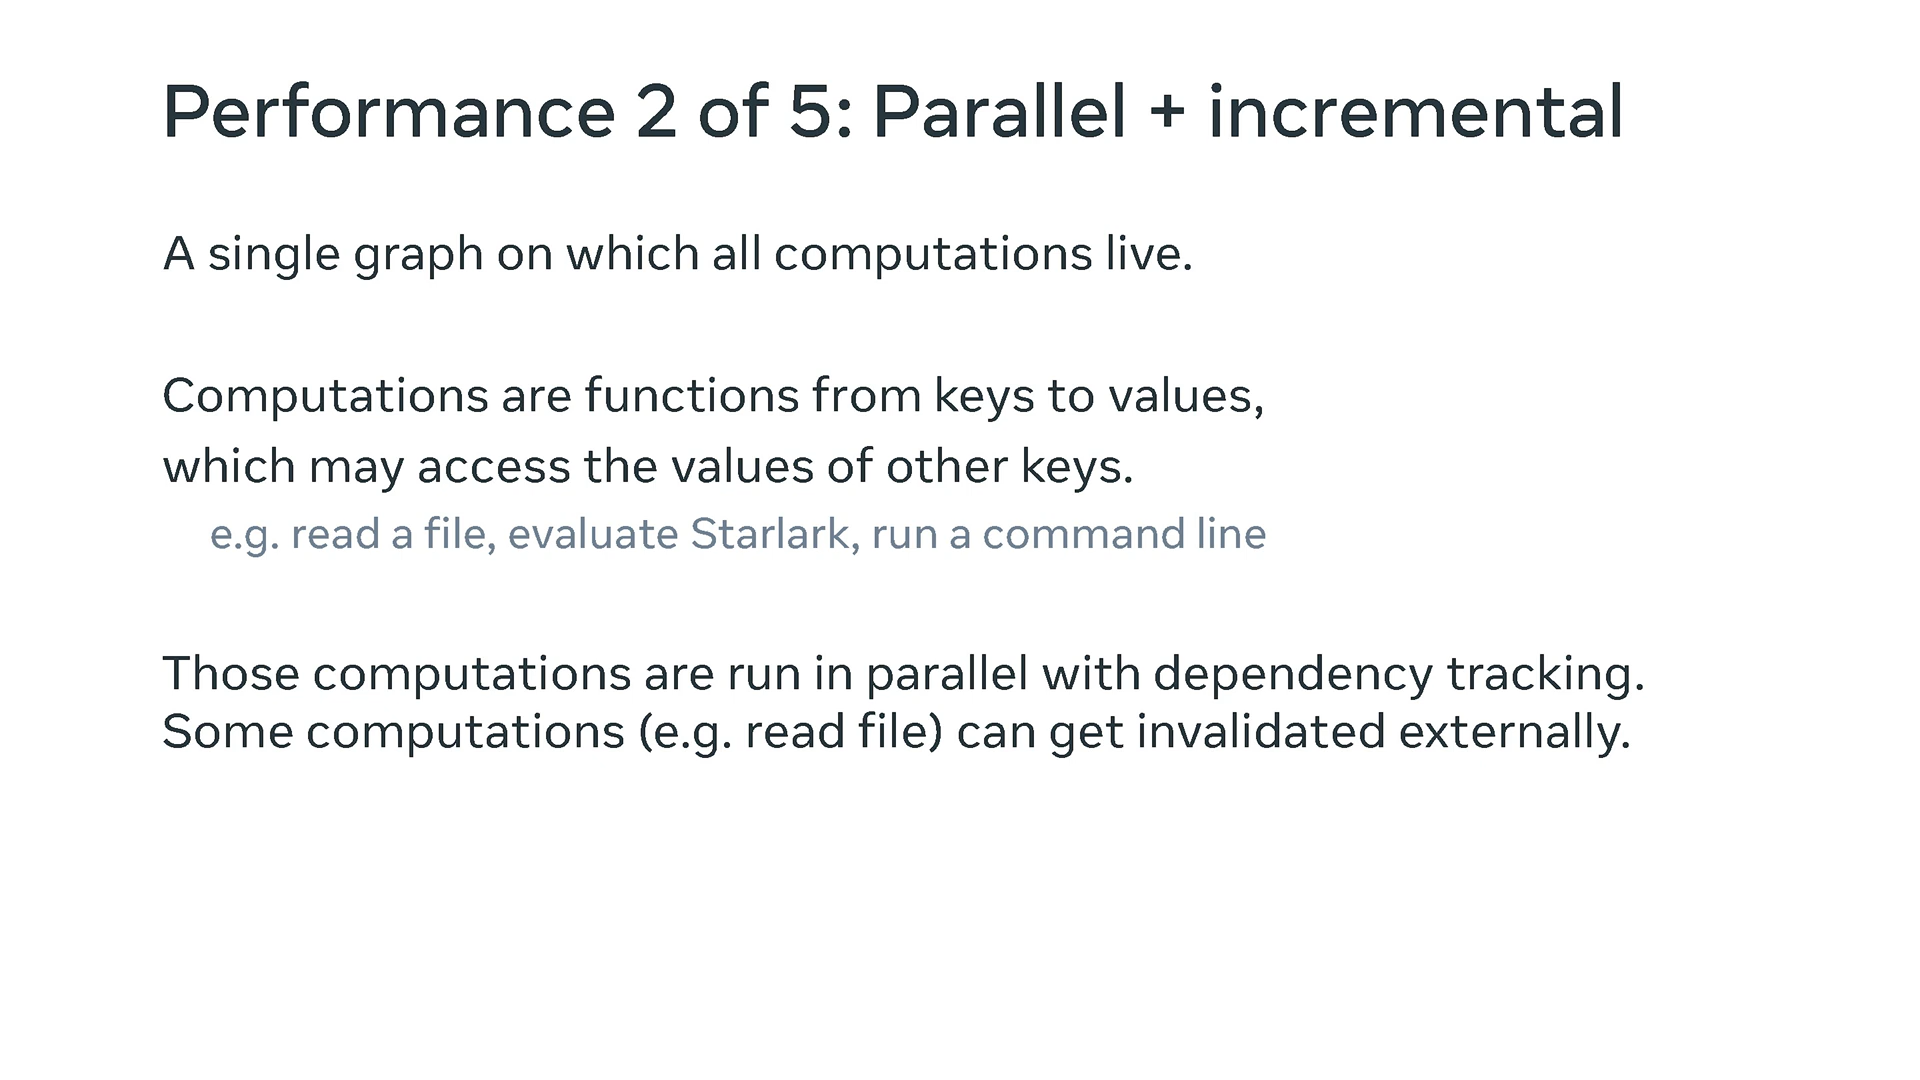 Performance 2 of 5: Parallel + incremental
A single graph on which all computations live.
Computations are functions from keys to values,
which may access the values of other keys.
e.g. read a file, evaluate Starlark, run a command line
Those computations are run in parallel with dependency tracking.
Some computations (e.g. read file) can get invalidated externally.